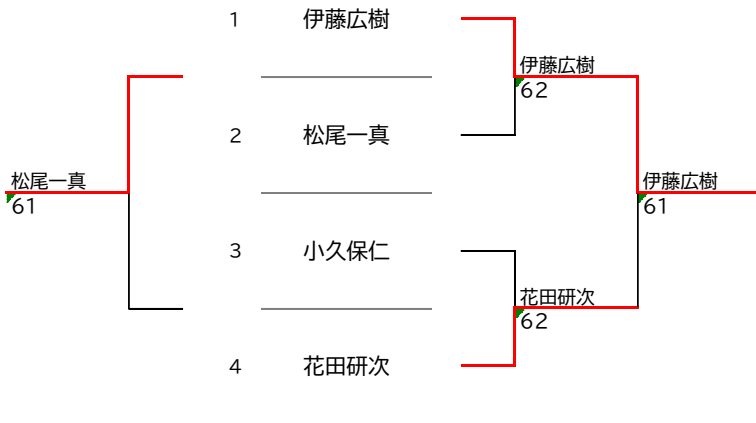 1 伊藤広樹
伊藤広樹
62
2 松尾一真
松尾一真
61
伊藤広樹
61
3 小久保仁
花田研次
62
4 花田研次